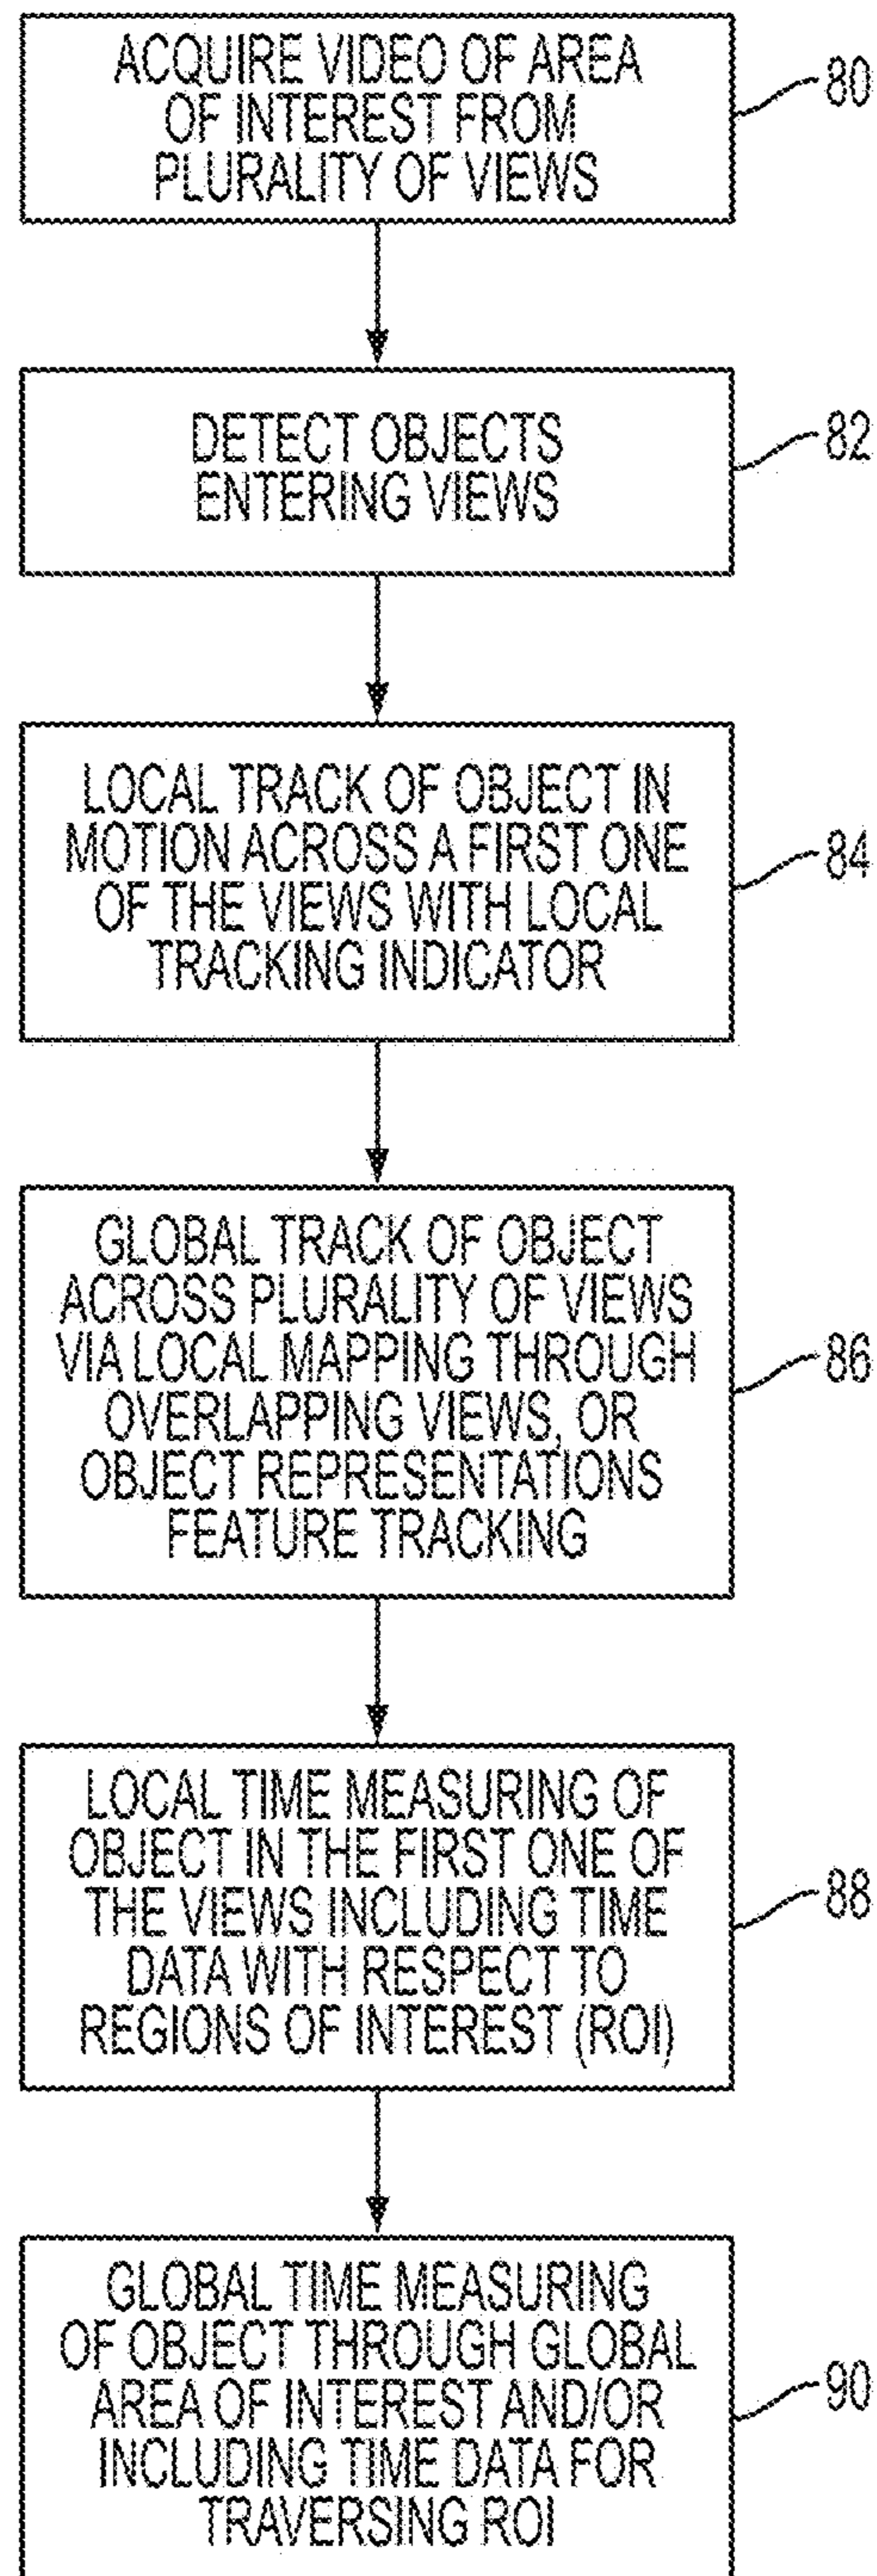 ACQUIRE VIDEO OF AREA
OF INTEREST FROM
PLURALITY OF VIEWS
80
DETECT OBJECTS
ENTERING VIEWS
82
LOCAL TRACK OF OBJECT IN
MOTION ACROSS A FIRST ONE
OF THE VIEWS WITH LOCAL
TRACKING INDICATOR
84
GLOBAL TRACK OF OBJECT
ACROSS PLURALITY OF VIEWS
VIA LOCAL MAPPING THROUGH
OVERLAPPING VIEWS, OR
OBJECT REPRESENTATIONS
FEATURE TRACKING
86
LOCAL TIME MEASURING OF
OBJECT IN THE FIRST ONE OF
THE VIEWS INCLUDING TIME
DATA WITH RESPECT TO
REGIONS OF INTEREST (ROI)
88
GLOBAL TIME MEASURING
OF OBJECT THROUGH GLOBAL
AREA OF INTEREST AND/OR
INCLUDING TIME DATA FOR
TRAVERSING ROI
90